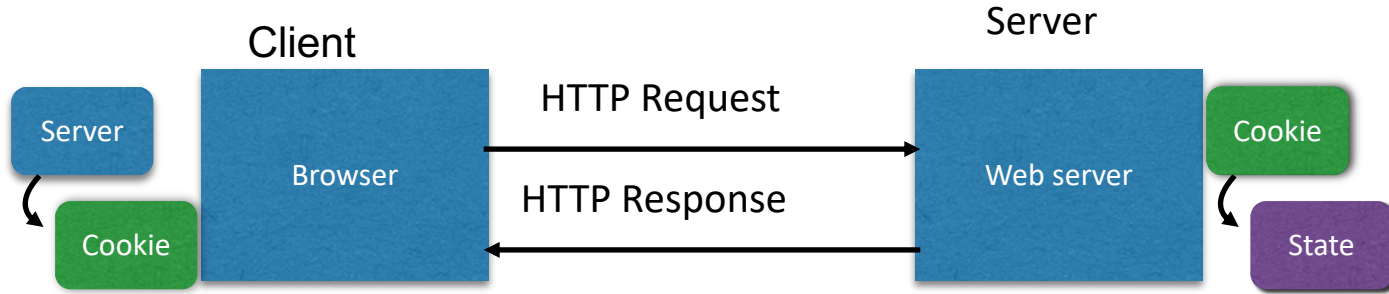 Client
Server
HTTP Request
Server
Cookie
Browser
Web server
HTTP Response
Cookie
State